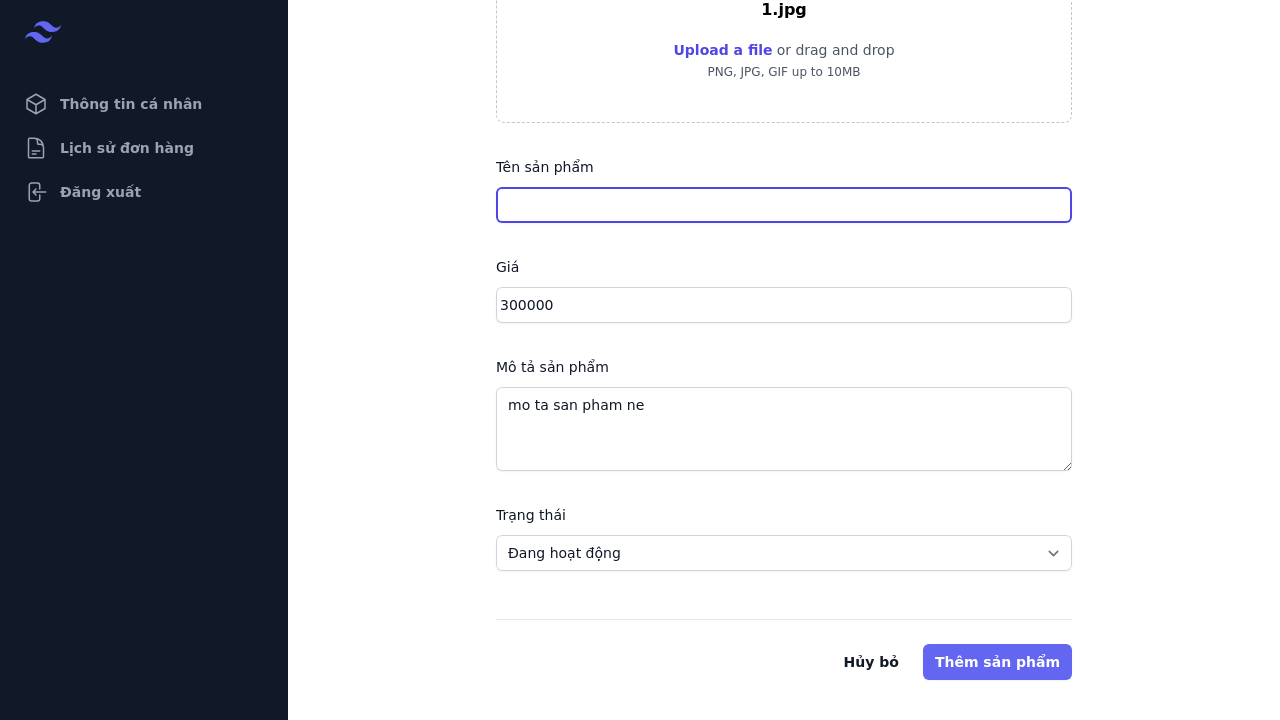 Thông tin cá nhân
Lịch sử đơn hàng
Đăng xuất
1.jpg
Upload a file or drag and drop
PNG, JPG, GIF up to 10MB
Tên sản phẩm
Giá
300000
Mô tả sản phẩm
mo ta san pham ne
Trạng thái
Đang hoạt động
Hủy bỏ
Thêm sản phẩm